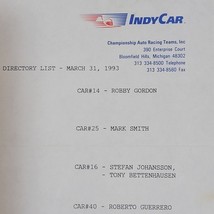 INDYCAR
Championship Auto Racing Teams, Inc
390 Enterprise Court
Bloomfield Hills, Michigan 48302
313 334-8500 Telephone
313 334-8560 Fax
DIRECTORY LIST - MARCH 31, 1993
CAR#14 - ROBBY GORDON
CAR#25 - MARK SMITH
CAR#16 - STEFAN JOHANSSON,
- TONY BETTENHAUSEN
CAR#40 - ROBERTO GUERRERO